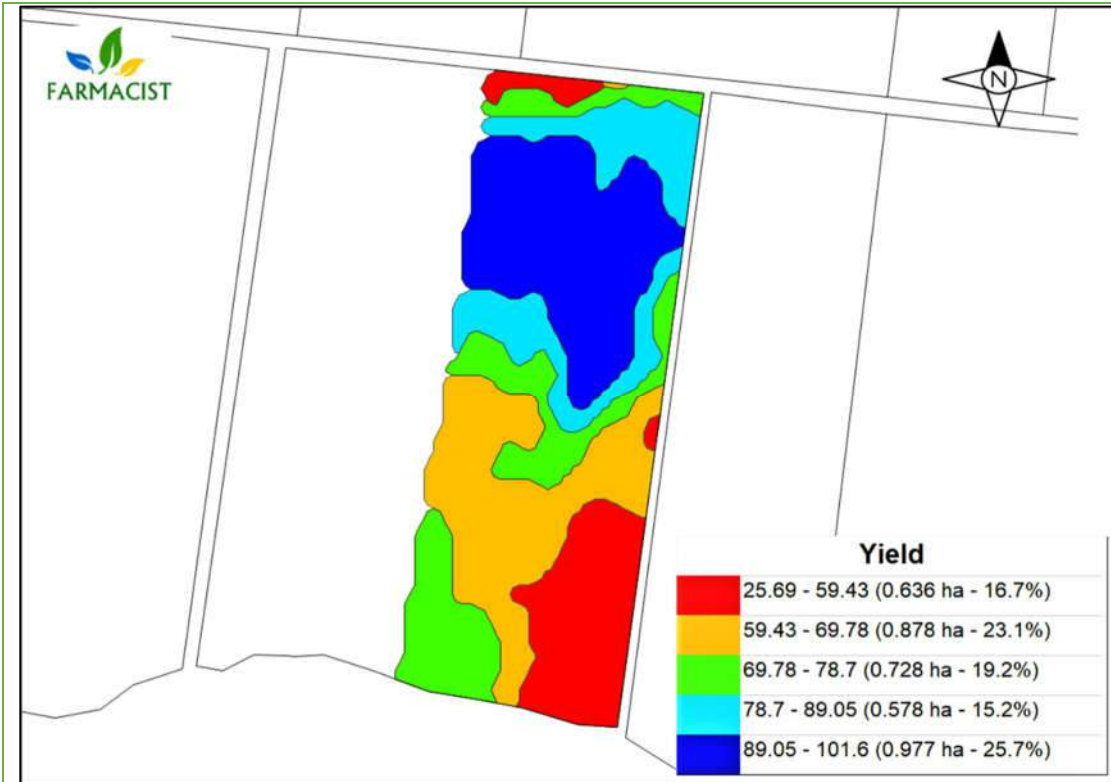 FARMACIST
N
Yield
25.69 - 59.43 (0.636 ha - 16.7%)
59.43 - 69.78 (0.878 ha - 23.1%)
69.78 - 78.7 (0.728 ha - 19.2%)
78.7 - 89.05 (0.578 ha - 15.2%)
89.05 - 101.6 (0.977 ha - 25.7%)